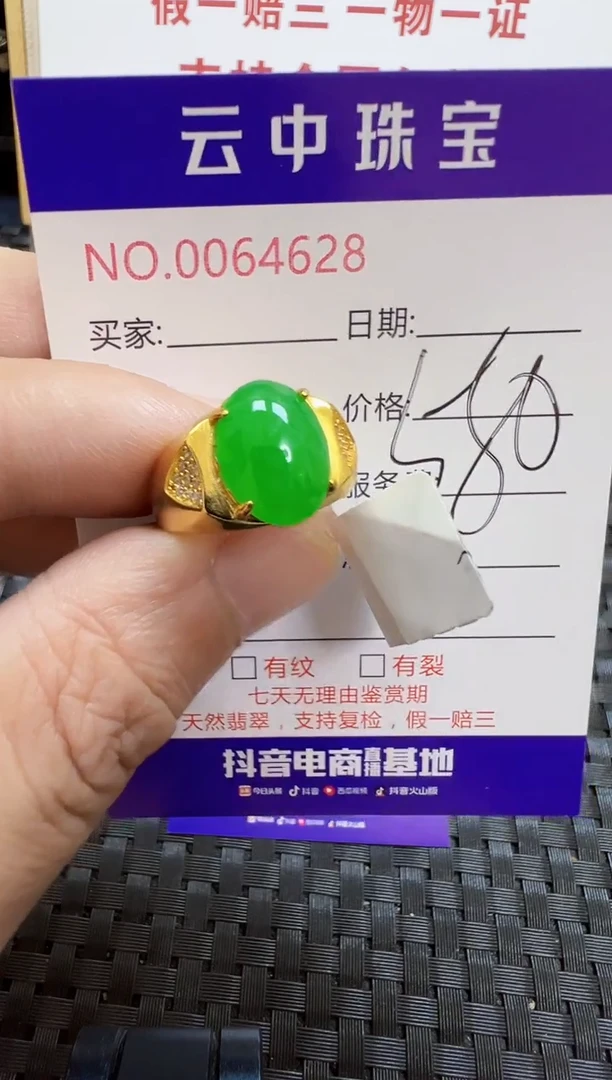 假一赔三 一物一证
云中珠宝
NO.0064628
买家:
日期:
价格:
服务
□有纹 □有裂
七天无理由鉴赏期
天然翡翠，支持复检，假一赔三
抖音电商直播基地
今日头条 抖音 西瓜视频 抖音火山版